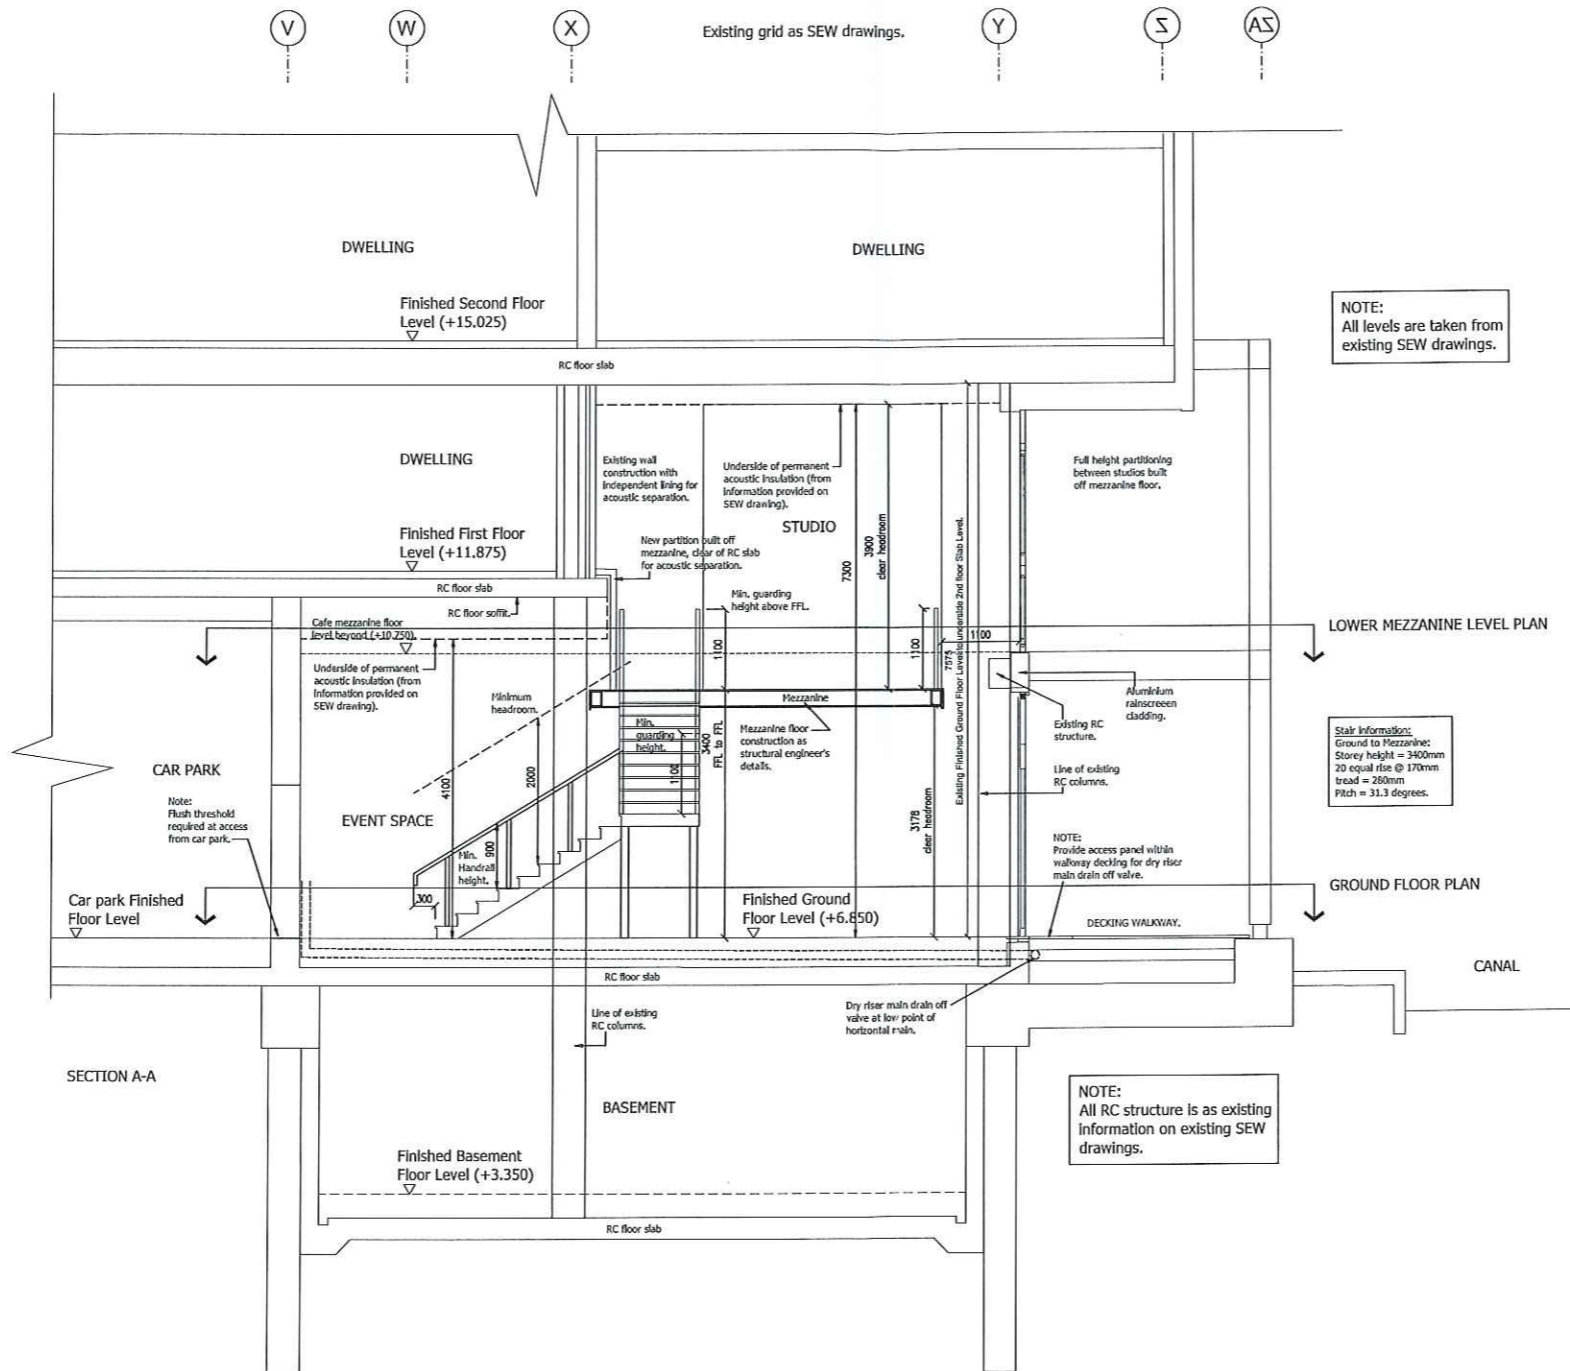 V
W
X
Existing grid as SEW drawings.
Y
Z
AZ
DWELLING
DWELLING
Finished Second Floor
Level (+15.025)
NOTE:
All levels are taken from
existing SEW drawings.
RC floor slab
DWELLING
Existing wall
construction with
independent lining for
acoustic separation.
Underside of permanent
acoustic insulation (from
information provided on
SEW drawing).
Full height partitioning
between studios built
off mezzanine floor.
STUDIO
3900
clear headroom
7300
7575
Existing Finished Ground Floor Level to underside 2nd floor Slab Level.
Finished First Floor
Level (+11.875)
New partition built off
mezzanine, clear of RC slab
for acoustic separation.
RC floor slab
RC floor soffit.
Min. guarding
height above FFL.
Cafe mezzanine floor
level beyond (+10.750).
LOWER MEZZANINE LEVEL PLAN
1100
1100
1100
Underside of permanent
acoustic insulation (from
information provided on
SEW drawing).
Minimum
headroom.
Mezzanine
Aluminium
rainscreen
cladding.
Min.
guarding
height.
1100
3400
FFL to FFL
Mezzanine floor
construction as
structural engineer's
details.
Existing RC
structure.
Stair information:
Ground to Mezzanine:
Storey height = 3400mm
20 equal rise @ 170mm
tread = 280mm
Pitch = 31.3 degrees.
CAR PARK
Line of existing
RC columns.
4100
2000
Note:
Flush threshold
required at access
from car park.
EVENT SPACE
3178
clear headroom
NOTE:
Provide access panel within
walkway decking for dry riser
main drain off valve.
Min.
Handrail
height.
900
300
GROUND FLOOR PLAN
Car park Finished
Floor Level
Finished Ground
Floor Level (+6.850)
DECKING WALKWAY.
RC floor slab
CANAL
Line of existing
RC columns.
Dry riser main drain off
valve at low point of
horizontal main.
SECTION A-A
BASEMENT
NOTE:
All RC structure is as existing
information on existing SEW
drawings.
Finished Basement
Floor Level (+3.350)
RC floor slab